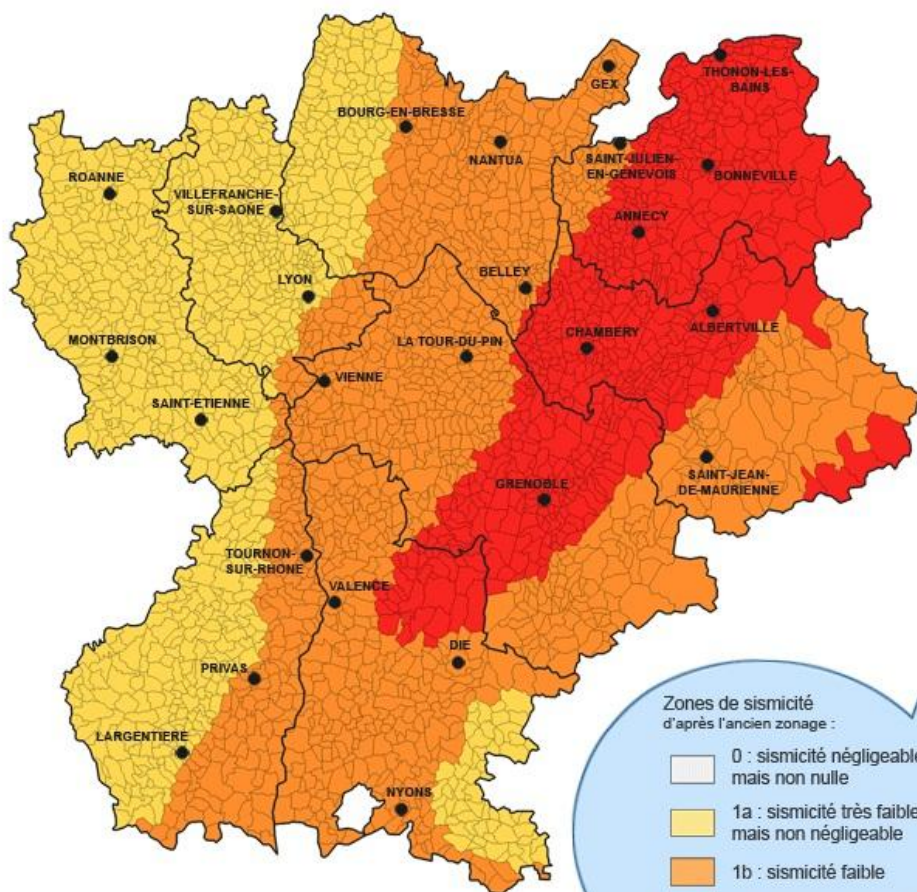 GEX
THONON-LES-
BAINS
BOURG-EN-BRESSE
NANTUA
SAINT-JULIEN-
EN-GENEVOIS
BONNEVILLE
ROANNE
VILLEFRANCHE-
SUR-SAONE
ANNECY
LYON
BELLEY
CHAMBERY
ALBERTVILLE
MONTBRISON
LA TOUR-DU-PIN
VIENNE
SAINT-ETIENNE
SAINT-JEAN-
DE-MAURIENNE
GRENOBLE
TOURNON-
SUR-RHONE
VALENCE
DIE
PRIVAS
LARGENTIERE
NYONS
Zones de sismicité
d'après l'ancien zonage :
0 : sismicité négligeable
mais non nulle
1a : sismicité très faible
mais non négligeable
1b : sismicité faible